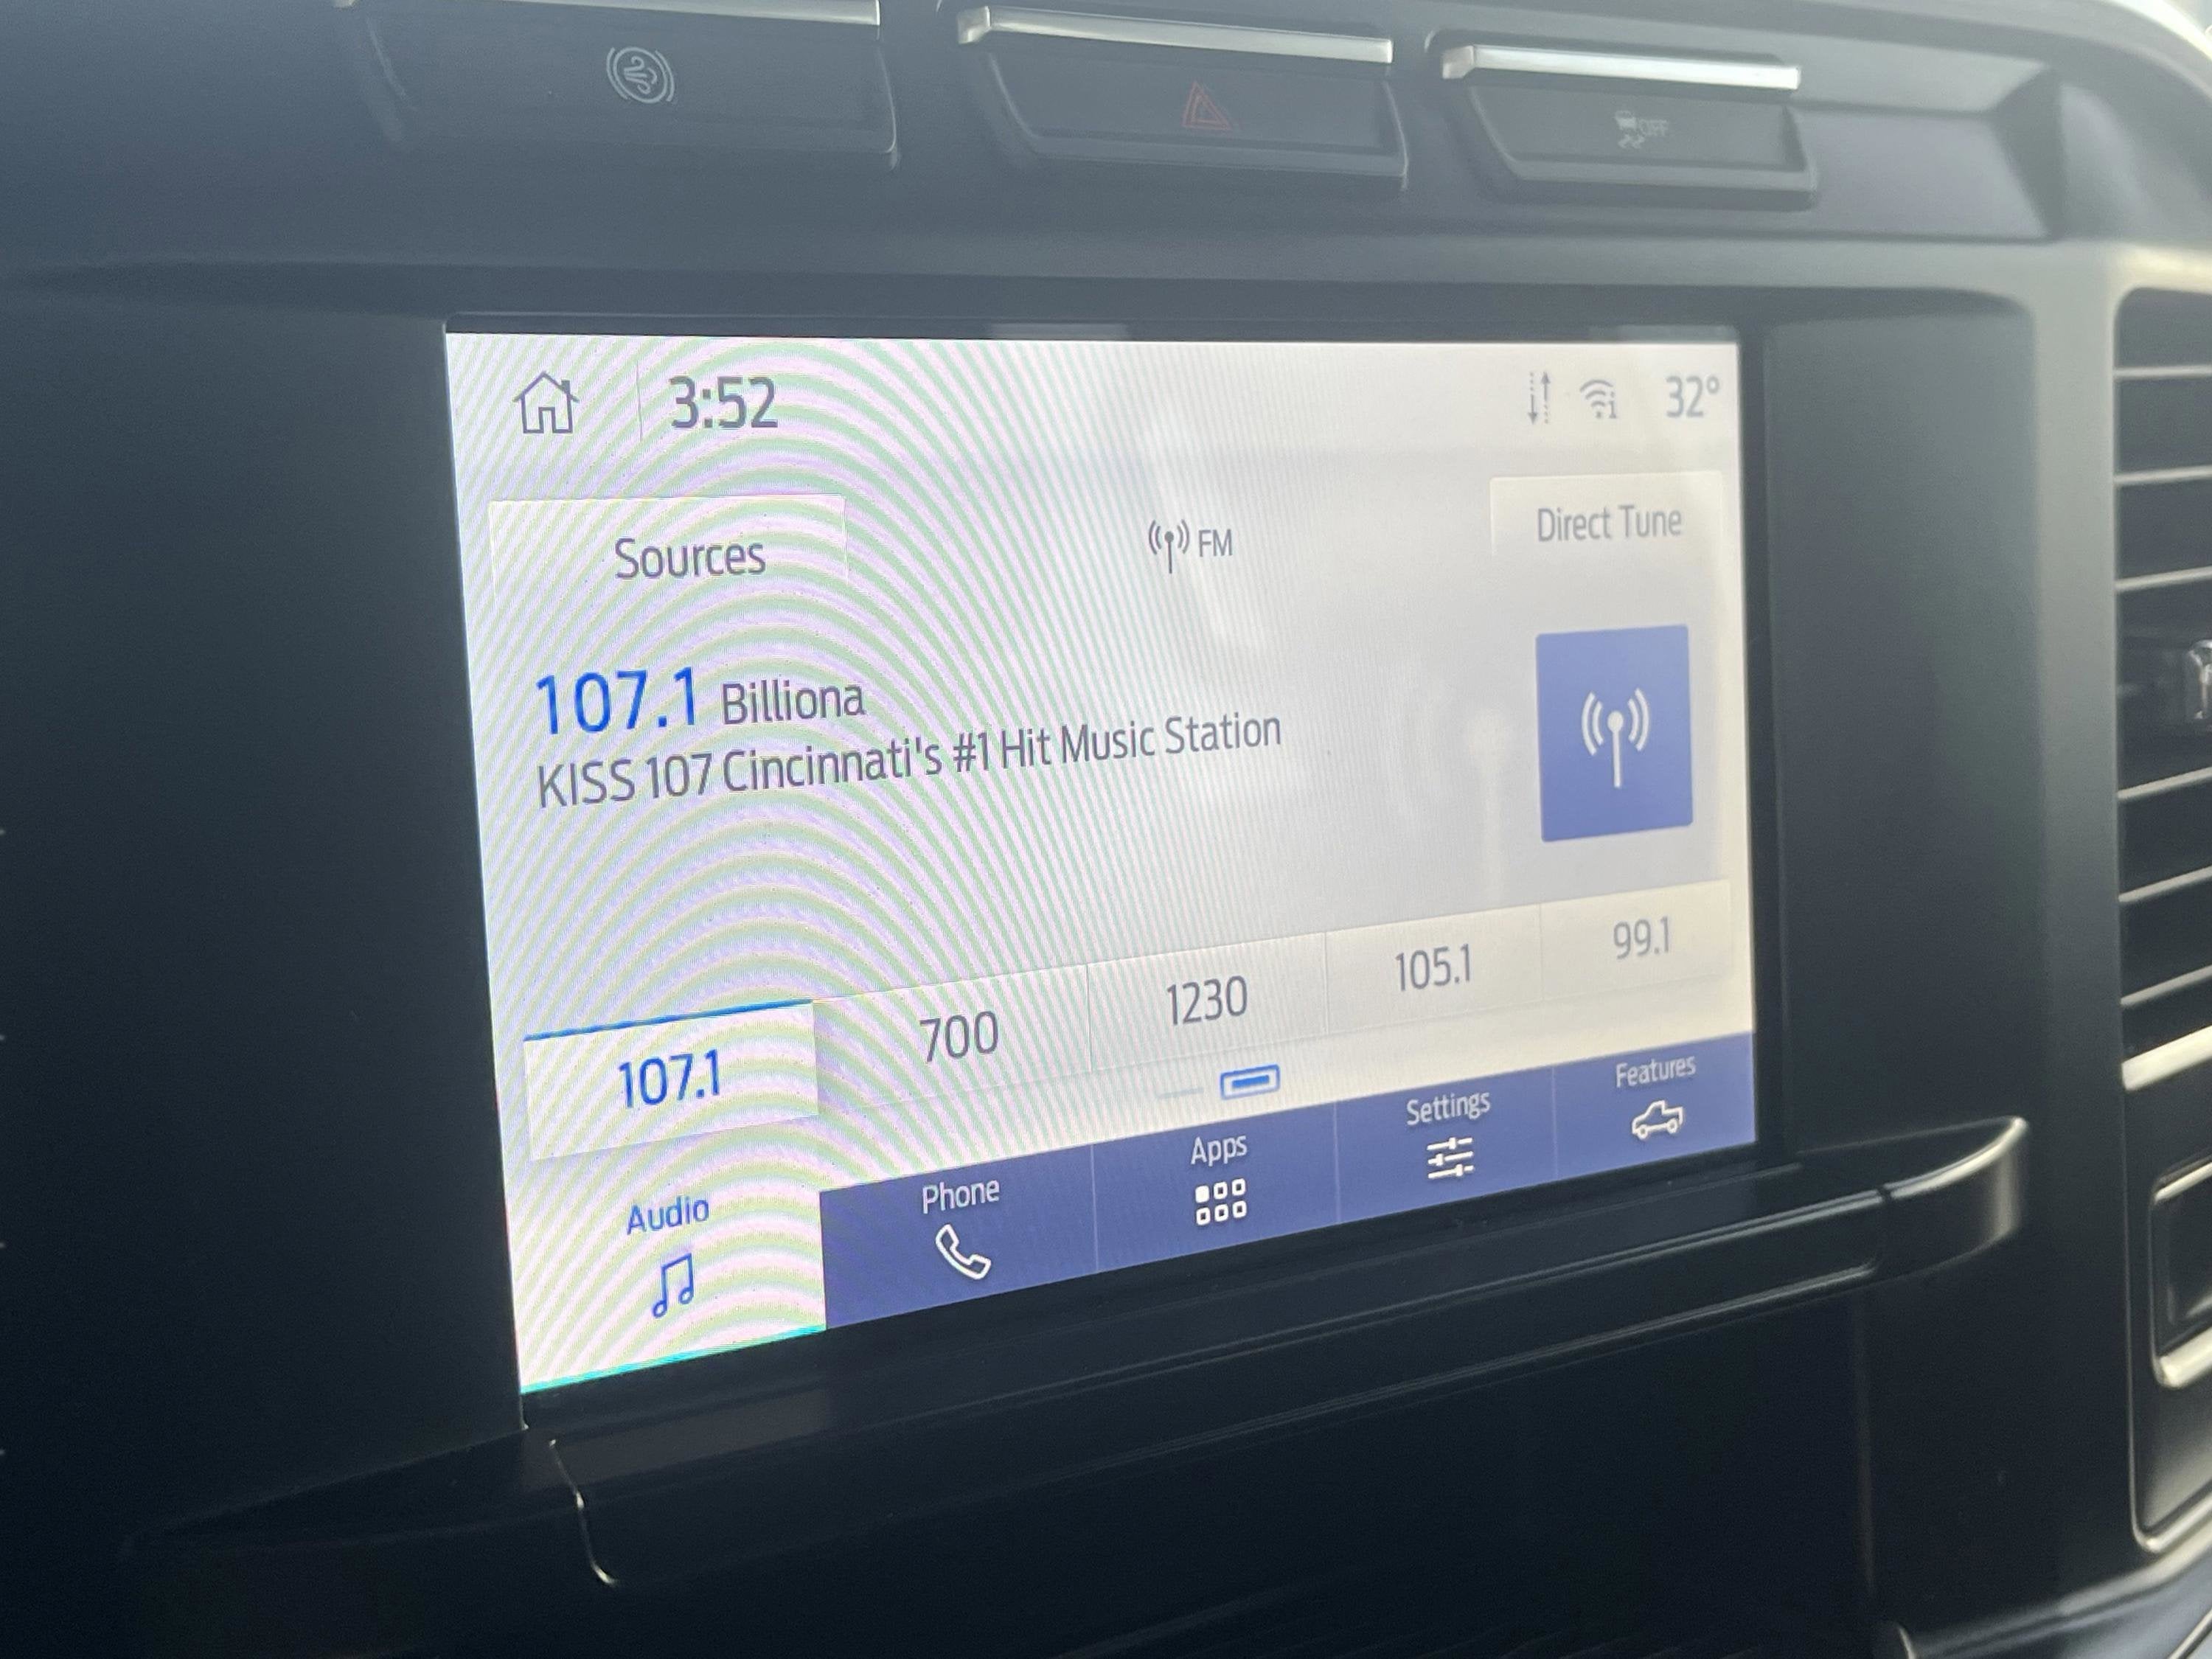 OFF
3:52
32°
Sources
FM
Direct Tune
107.1 Billiona
KISS 107 Cincinnati's #1 Hit Music Station
107.1
700
1230
105.1
99.1
Audio
Phone
Apps
Settings
Features